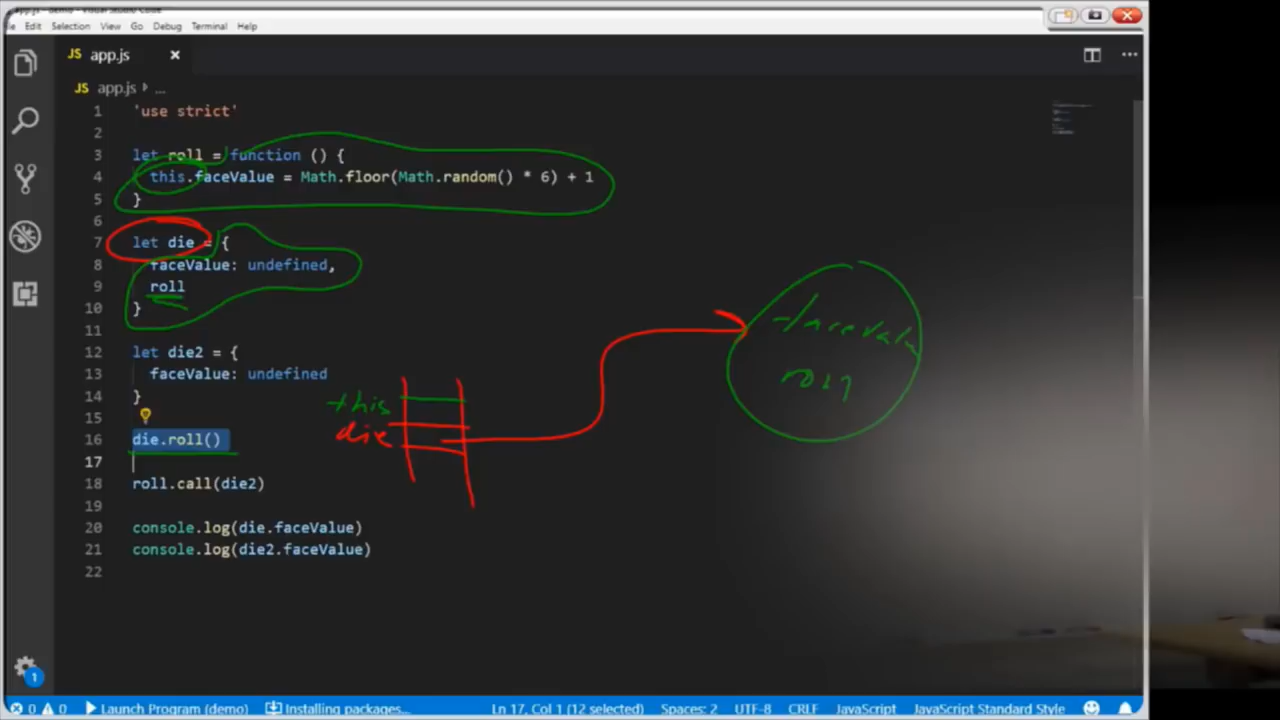 app.js - demo - Visual Studio Code
Edit Selection View Go Debug Terminal Help
JS app.js ×
JS app.js ▸ ...
1 'use strict'
2
3 let roll = function () {
4 this.faceValue = Math.floor(Math.random() * 6) + 1
5 }
6
7 let die = {
8 faceValue: undefined,
9 roll
10 }
11
12 let die2 = {
13 faceValue: undefined
14 }
15
16 die.roll()
17
18 roll.call(die2)
19
20 console.log(die.faceValue)
21 console.log(die2.faceValue)
22
this
die
roll
1
0 0 Launch Program (demo) Installing packages... Ln 17, Col 1 (12 selected) Spaces: 2 UTF-8 CRLF JavaScript JavaScript Standard Style